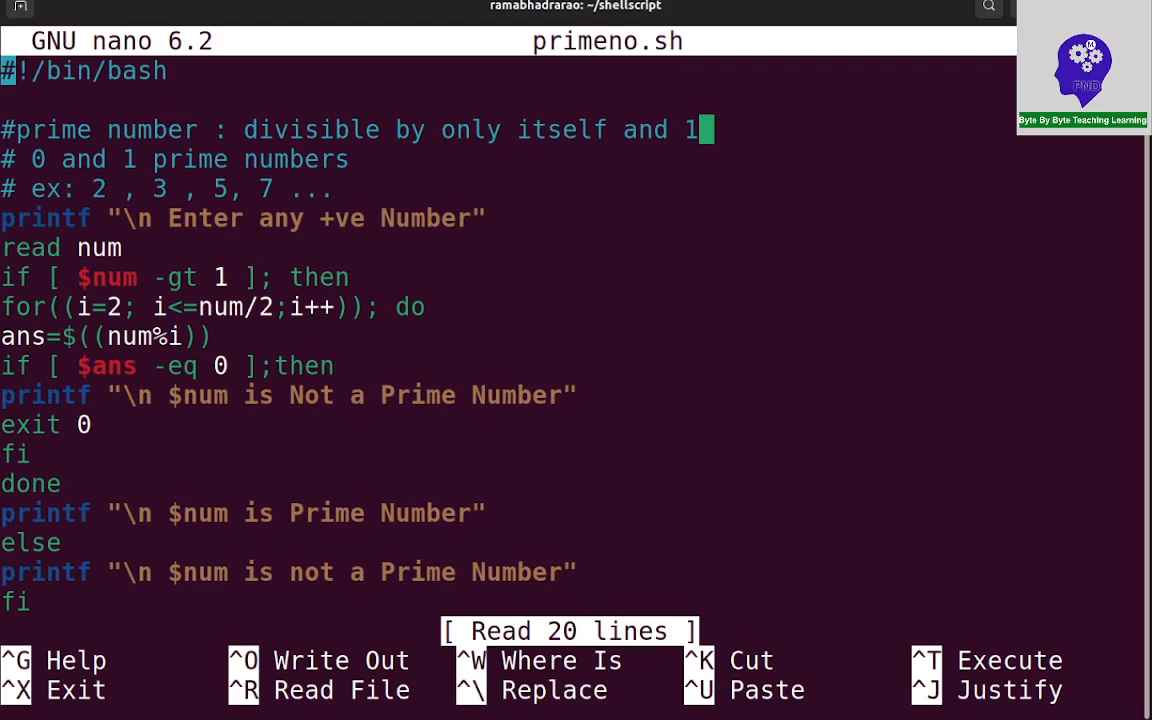 ramabhadrarao: ~/shellscript
GNU nano 6.2 primeno.sh
#!/bin/bash
#prime number : divisible by only itself and 1
# 0 and 1 prime numbers
# ex: 2 , 3 , 5, 7 ...
printf "\n Enter any +ve Number"
read num
if [ $num -gt 1 ]; then
for((i=2; i<=num/2;i++)); do
ans=$((num%i))
if [ $ans -eq 0 ];then
printf "\n $num is Not a Prime Number"
exit 0
fi
done
printf "\n $num is Prime Number"
else
printf "\n $num is not a Prime Number"
fi
[ Read 20 lines ]
^G Help ^O Write Out ^W Where Is ^K Cut ^T Execute
^X Exit ^R Read File ^\ Replace ^U Paste ^J Justify
PND
Byte By Byte Teaching Learning